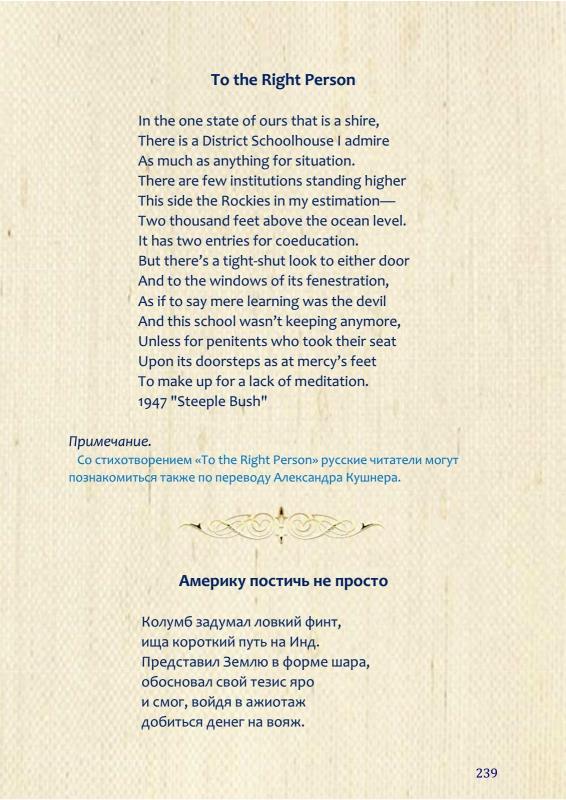 To the Right Person
In the one state of ours that is a shire,
There is a District Schoolhouse I admire
As much as anything for situation.
There are few institutions standing higher
This side the Rockies in my estimation—
Two thousand feet above the ocean level.
It has two entries for coeducation.
But there’s a tight-shut look to either door
And to the windows of its fenestration,
As if to say mere learning was the devil
And this school wasn’t keeping anymore,
Unless for penitents who took their seat
Upon its doorsteps as at mercy’s feet
To make up for a lack of meditation.
1947 "Steeple Bush"
Примечание.
Со стихотворением «To the Right Person» русские читатели могут
познакомиться также по переводу Александра Кушнера.
Америку постичь не просто
Колумб задумал ловкий финт,
ища короткий путь на Инд.
Представил Землю в форме шара,
обосновал свой тезис яро
и смог, войдя в ажиотаж
добиться денег на вояж.
239